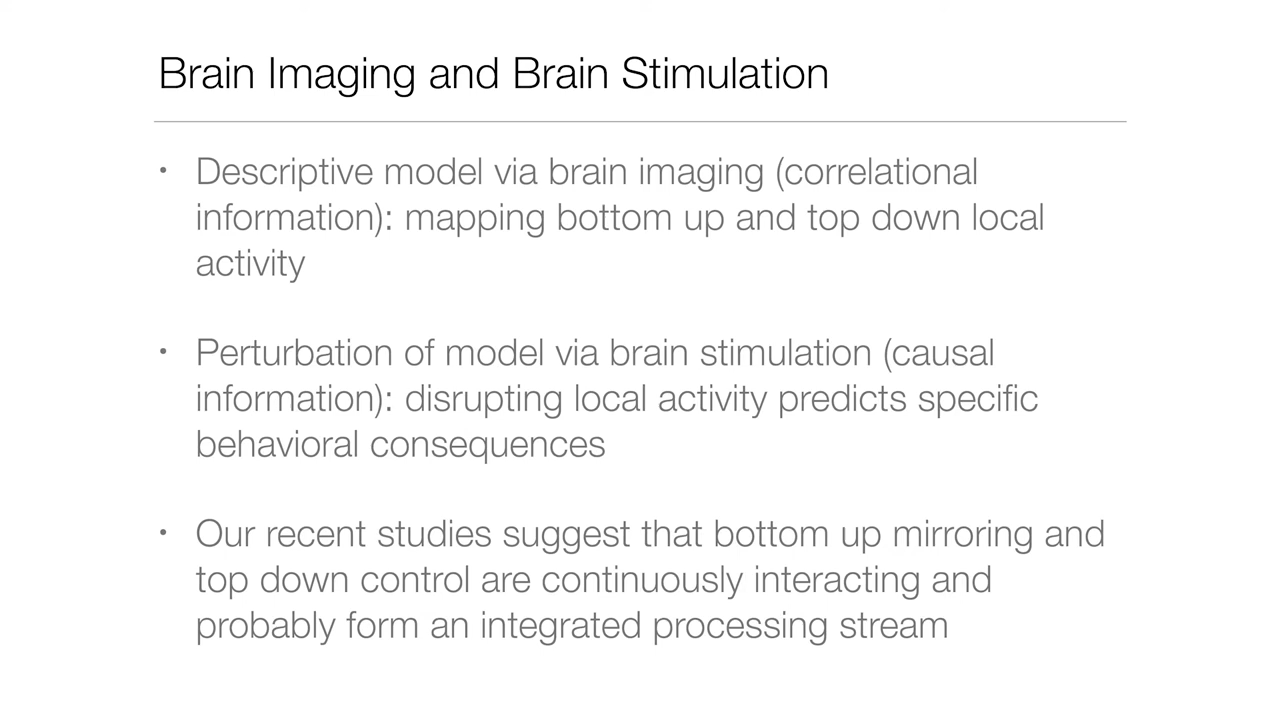 Brain Imaging and Brain Stimulation
• Descriptive model via brain imaging (correlational
information): mapping bottom up and top down local
activity
• Perturbation of model via brain stimulation (causal
information): disrupting local activity predicts specific
behavioral consequences
• Our recent studies suggest that bottom up mirroring and
top down control are continuously interacting and
probably form an integrated processing stream